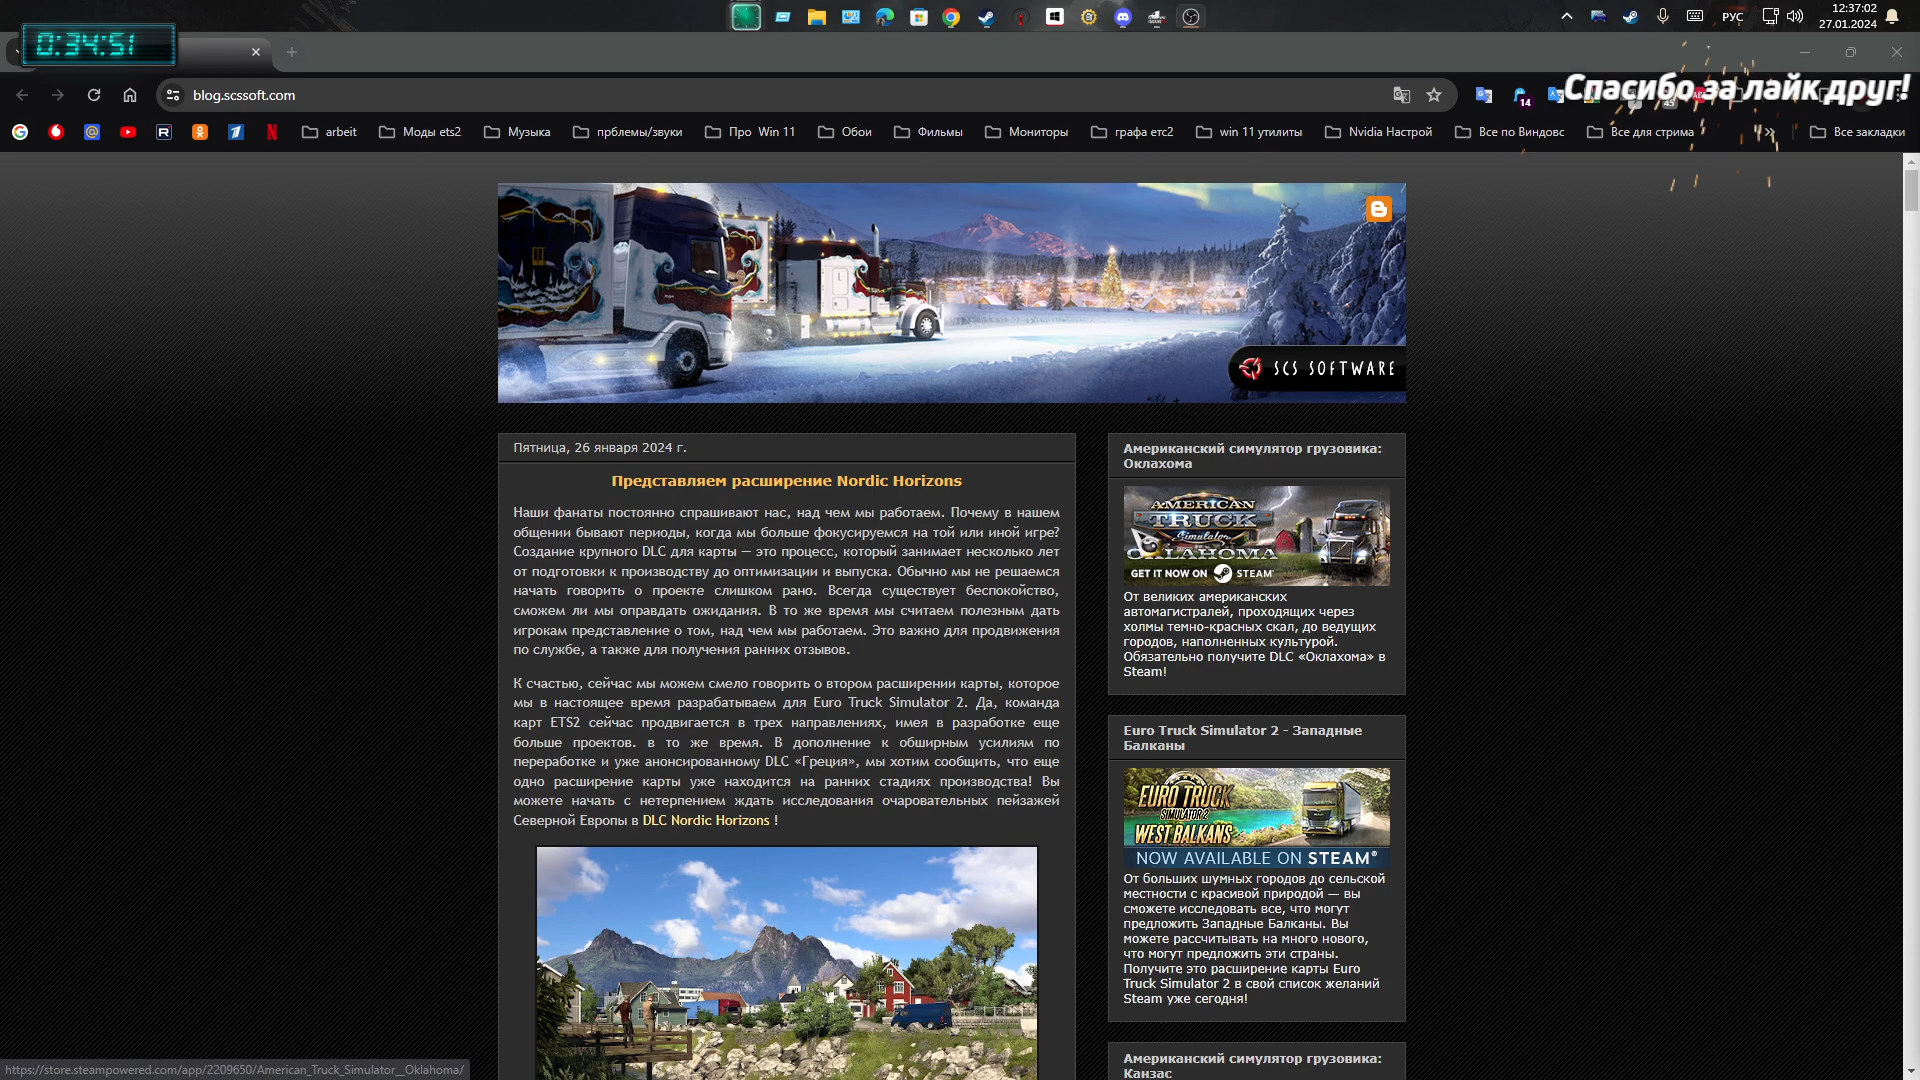 12:37:02
РУС
27.01.2024
0:34:51
blog.scssoft.com
14
45
Спасибо за лайк друг!
arbeit
Моды ets2
Музыка
прблемы/звуки
Про Win 11
Обои
Фильмы
Мониторы
графа етс2
win 11 утилиты
Nvidia Настрой
Все по Виндовс
Все для стрима
Все закладки
SCS SOFTWARE
Пятница, 26 января 2024 г.
Представляем расширение Nordic Horizons
Наши фанаты постоянно спрашивают нас, над чем мы работаем. Почему в нашем
общении бывают периоды, когда мы больше фокусируемся на той или иной игре?
Создание крупного DLC для карты — это процесс, который занимает несколько лет
от подготовки к производству до оптимизации и выпуска. Обычно мы не решаемся
начать говорить о проекте слишком рано. Всегда существует беспокойство,
сможем ли мы оправдать ожидания. В то же время мы считаем полезным дать
игрокам представление о том, над чем мы работаем. Это важно для продвижения
по службе, а также для получения ранних отзывов.
К счастью, сейчас мы можем смело говорить о втором расширении карты, которое
мы в настоящее время разрабатываем для Euro Truck Simulator 2. Да, команда
карт ETS2 сейчас продвигается в трех направлениях, имея в разработке еще
больше проектов. в то же время. В дополнение к обширным усилиям по
переработке и уже анонсированному DLC «Греция», мы хотим сообщить, что еще
одно расширение карты уже находится на ранних стадиях производства! Вы
можете начать с нетерпением ждать исследования очаровательных пейзажей
Северной Европы в DLC Nordic Horizons !
Американский симулятор грузовика:
Оклахома
AMERICAN
TRUCK
Simulator
OKLAHOMA
GET IT NOW ON STEAM
От великих американских
автомагистралей, проходящих через
холмы темно-красных скал, до ведущих
городов, наполненных культурой.
Обязательно получите DLC «Оклахома» в
Steam!
Euro Truck Simulator 2 - Западные
Балканы
EURO TRUCK
SIMULATOR 2
WEST BALKANS
NOW AVAILABLE ON STEAM®
От больших шумных городов до сельской
местности с красивой природой — вы
сможете исследовать все, что могут
предложить Западные Балканы. Вы
можете рассчитывать на много нового,
что могут предложить эти страны.
Получите это расширение карты Euro
Truck Simulator 2 в свой список желаний
Steam уже сегодня!
Американский симулятор грузовика:
Канзас
https://store.steampowered.com/app/2209650/American_Truck_Simulator__Oklahoma/